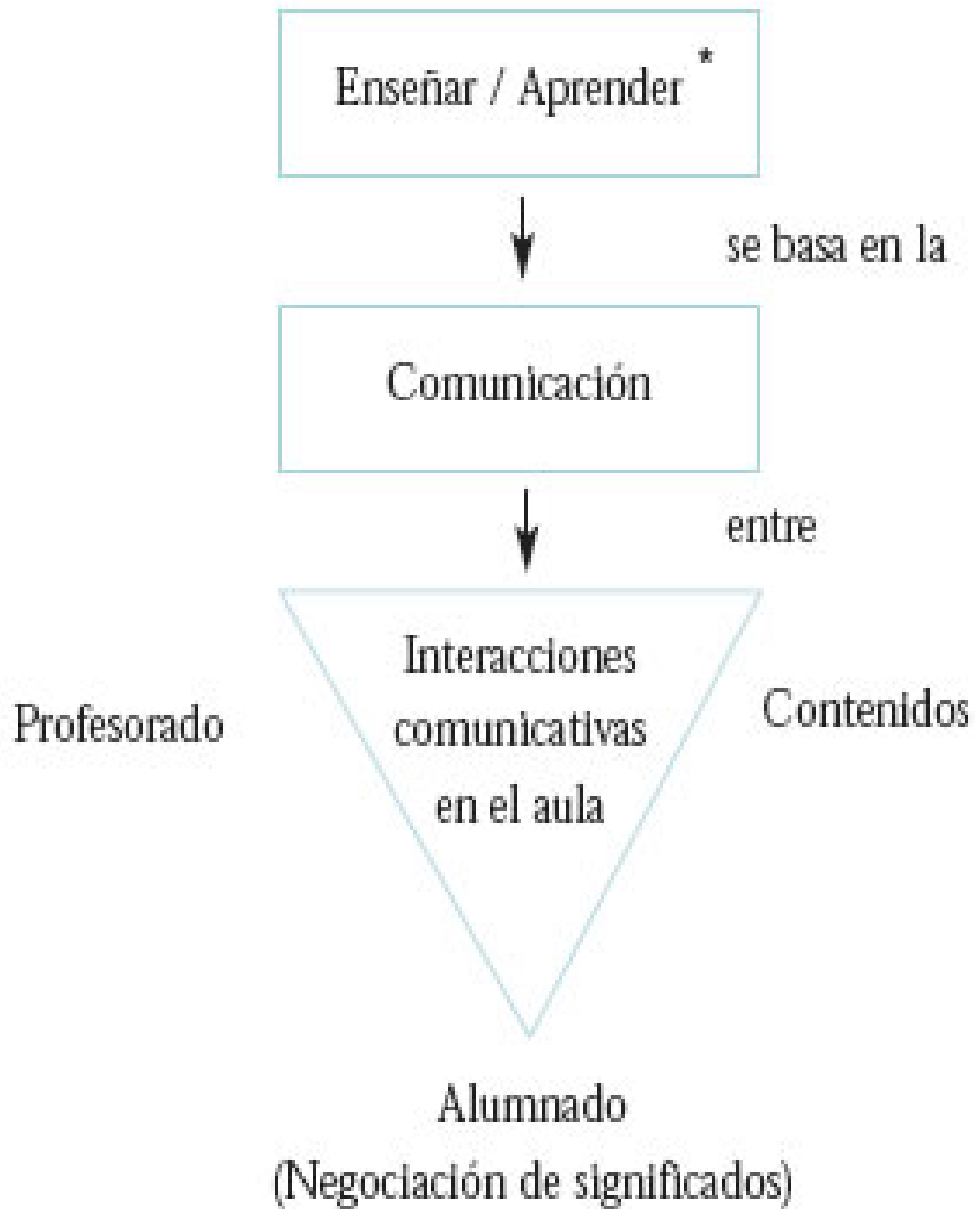 Enseñar / Aprender *
se basa en la
Comunicación
entre
Interacciones
comunicativas
en el aula
Profesorado
Contenidos
Alumnado
(Negociación de significados)